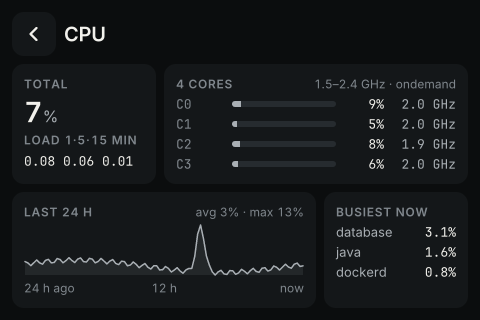 CPU
TOTAL
7%
LOAD 1·5·15 MIN
0.08 0.06 0.01
4 CORES 1.5–2.4 GHz · ondemand
C0 9% 2.0 GHz
C1 5% 2.0 GHz
C2 8% 1.9 GHz
C3 6% 2.0 GHz
LAST 24 H avg 3% · max 13%
24 h ago 12 h now
BUSIEST NOW
database 3.1%
java 1.6%
dockerd 0.8%